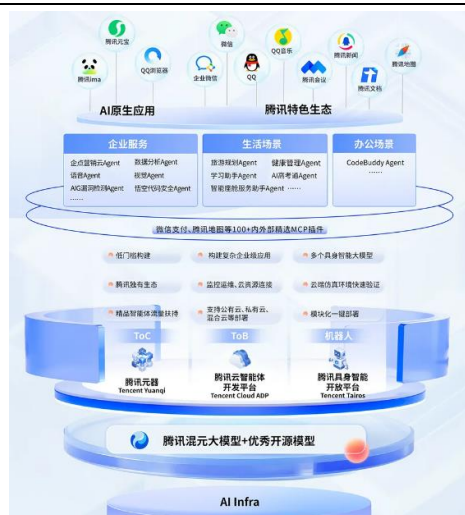 腾讯元宝
微信
QQ音乐
腾讯新闻
腾讯ima
QQ浏览器
企业微信
QQ
腾讯会议
腾讯文档
腾讯地图
AI原生应用
腾讯特色生态
企业服务
生活场景
办公场景
企点营销云Agent
数据分析Agent
语音Agent
视觉Agent
AIG漏洞检测Agent
悟空代码安全Agent
……
旅游规划Agent
健康管理Agent
学习助手Agent
AI高考通Agent
智能座舱服务助手Agent ……
CodeBuddy Agent
……
微信支付、腾讯地图等100+内外部精选MCP插件
低门槛构建
构建复杂企业级应用
多个具身智能大模型
腾讯独有生态
监控运维、云资源连接
云端仿真环境快速验证
精品智能体流量扶持
支持公有云、私有云、
混合云等部署
模块化一键部署
ToC
ToB
机器人
腾讯元器
Tencent Yuanqi
腾讯云智能体
开发平台
Tencent Cloud ADP
腾讯具身智能
开放平台
Tencent Tairos
腾讯混元大模型+优秀开源模型
AI Infra